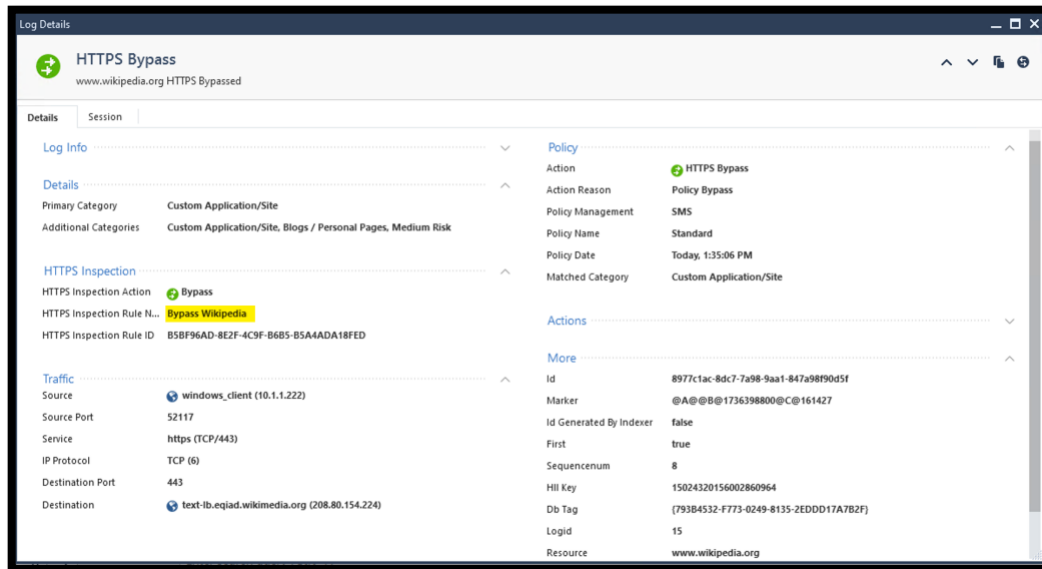 Log Details
HTTPS Bypass
www.wikipedia.org HTTPS Bypassed
Details
Session
Log Info
Details
Primary Category Custom Application/Site
Additional Categories Custom Application/Site, Blogs / Personal Pages, Medium Risk
HTTPS Inspection
HTTPS Inspection Action Bypass
HTTPS Inspection Rule N... Bypass Wikipedia
HTTPS Inspection Rule ID B5BF96AD-8E2F-4C9F-B6B5-B5A4ADA18FED
Traffic
Source windows_client (10.1.1.222)
Source Port 52117
Service https (TCP/443)
IP Protocol TCP (6)
Destination Port 443
Destination text-lb.eqiad.wikimedia.org (208.80.154.224)
Policy
Action HTTPS Bypass
Action Reason Policy Bypass
Policy Management SMS
Policy Name Standard
Policy Date Today, 1:35:06 PM
Matched Category Custom Application/Site
Actions
More
Id 8977c1ac-8dc7-7a98-9aa1-847a98f90d5f
Marker @A@@B@1736398800@C@161427
Id Generated By Indexer false
First true
Sequencenum 8
Hll Key 15024320156002860964
Db Tag {793B4532-F773-0249-8135-2EDDD17A7B2F}
Logid 15
Resource www.wikipedia.org